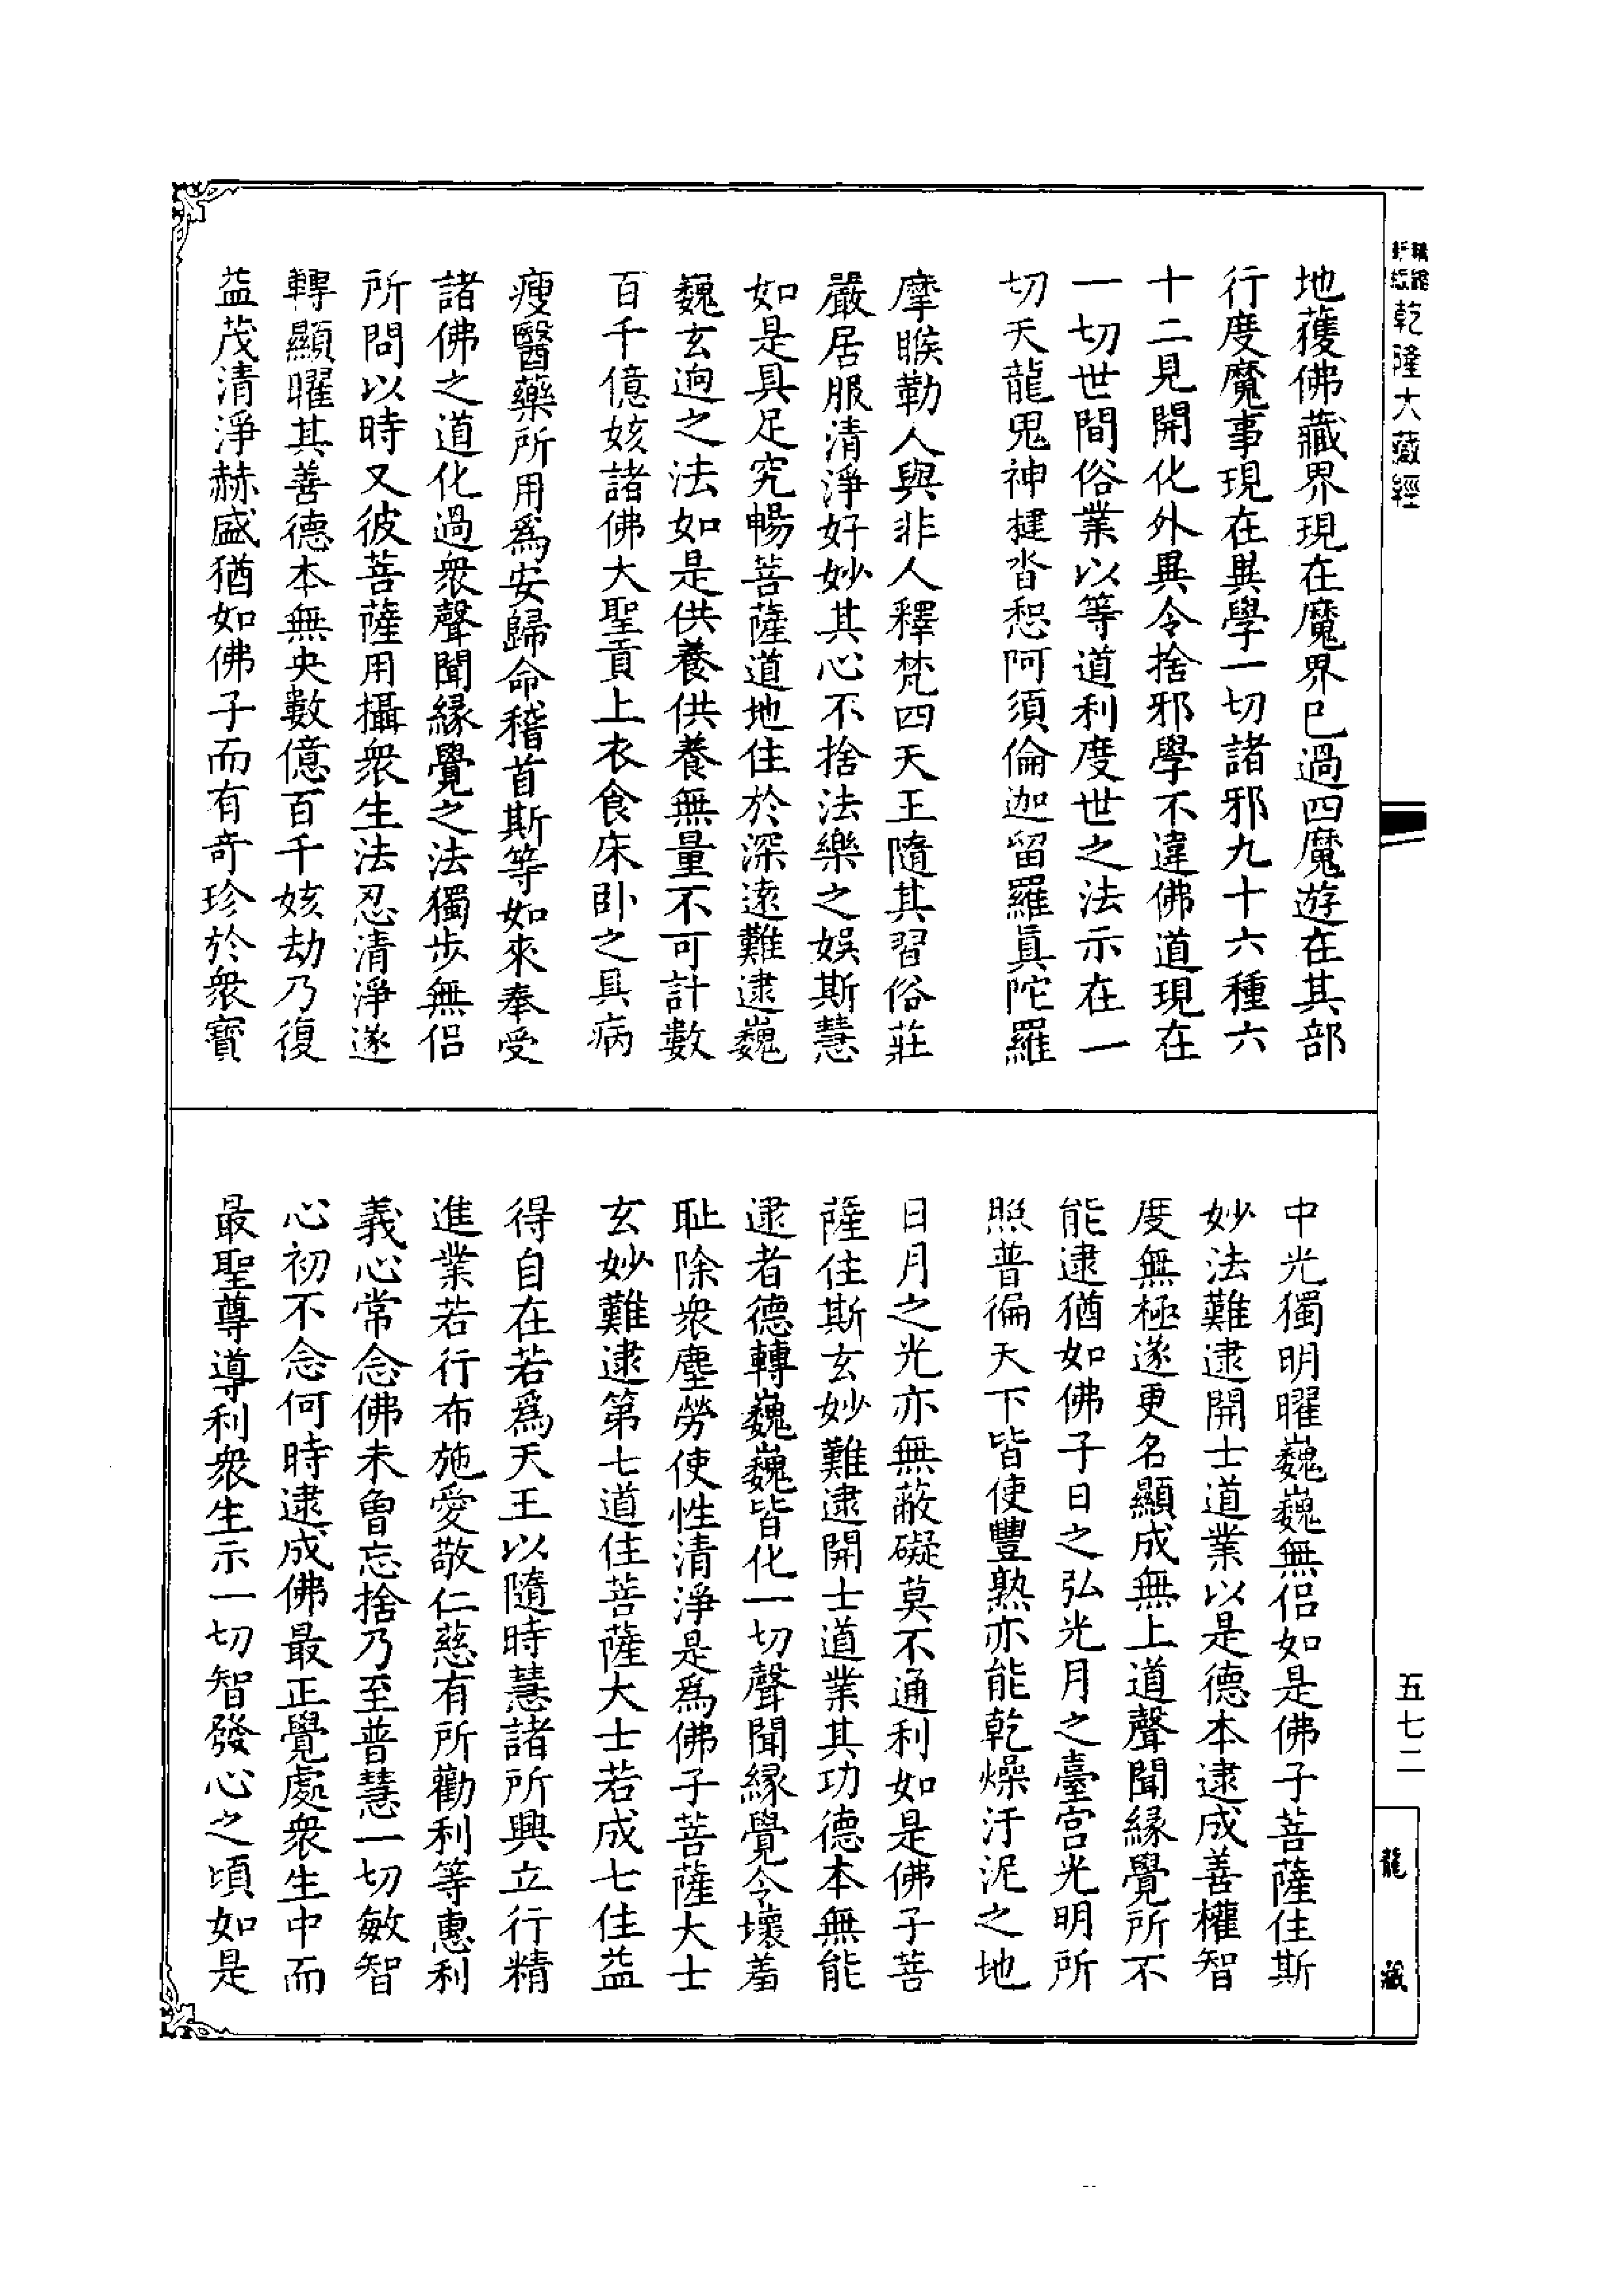 乾隆大藏經
地獲佛藏界現在魔界已過四魔遊在其部
行度魔事現在異學一切諸邪九十六種六
十二見開化外異令捨邪學不違佛道現在
一切世間俗業以等道利度世之法示在一
切天龍鬼神揵沓惒阿須倫迦留羅真陀羅
摩睺勒人與非人釋梵四天王隨其習俗莊
嚴居服清淨好妙其心不捨法樂之娛斯慧
如是具足究暢菩薩道地住於深遠難逮巍
巍玄迥之法如是供養供養無量不可計數
百千億姟諸佛大聖貢上衣食床卧之具病
瘦醫藥所用爲安歸命稽首斯等如來奉受
諸佛之道化過衆聲聞緣覺之法獨步無侶
所問以時又彼菩薩用攝衆生法忍清淨遂
轉顯曜其善德本無央數億百千姟劫乃復
益茂清淨赫盛猶如佛子而有奇珍於衆寶
中光獨明曜巍巍無侶如是佛子菩薩住斯
妙法難逮開士道業以是德本逮成善權智
度無極遂更名顯成無上道聲聞緣覺所不
能逮猶如佛子日之弘光月之臺宮光明所
照普徧天下皆使豐熟亦能乾燥汙泥之地
日月之光亦無蔽礙莫不通利如是佛子菩
薩住斯玄妙難逮開士道業其功德本無能
逮者德轉巍巍皆化一切聲聞緣覺令壞羞
耻除衆塵勞使性清淨是爲佛子菩薩大士
玄妙難逮第七道住菩薩大士若成七住益
得自在若爲天王以隨時慧諸所興立行精
進業若行布施愛敬仁慈有所勸利等惠利
義心常念佛未曾忘捨乃至普慧一切敏智
心初不念何時逮成佛最正覺處衆生中而
最聖尊導利衆生示一切智發心之頃如是
五七二
龍藏